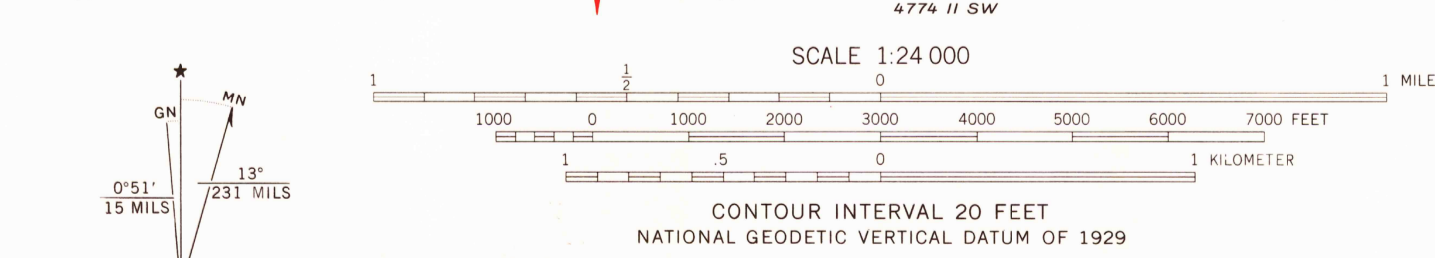 4774 II SW
SCALE 1:24 000
1 1/2 0 1 MILE
1000 0 1000 2000 3000 4000 5000 6000 7000 FEET
1 .5 0 1 KILOMETER
CONTOUR INTERVAL 20 FEET
NATIONAL GEODETIC VERTICAL DATUM OF 1929
★
GN
MN
0°51'
15 MILS
13°
231 MILS